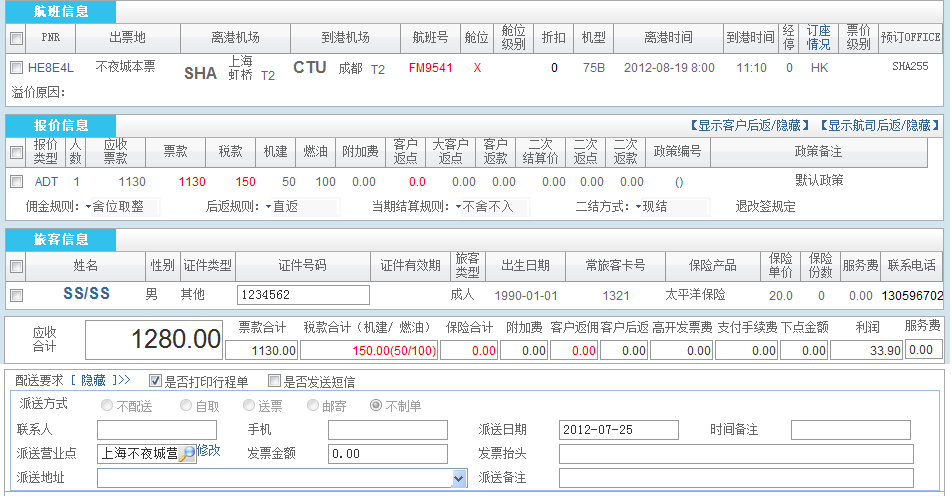 航班信息
PNR 出票地 离港机场 到港机场 航班号 舱位 舱位级别 折扣 机型 离港时间 到港时间 经停 订座情况 票价级别 预订OFFICE
HE8E4L 不夜城本票 SHA 上海虹桥 T2 CTU 成都 T2 FM9541 X 0 75B 2012-08-19 8:00 11:10 0 HK SHA255
溢价原因:
报价信息 【显示客户后返/隐藏】 【显示航司后返/隐藏】
报价类型 人数 应收票款 票款 税款 机建 燃油 附加费 客户返点 大客户返点 客户返款 二次结算价 二次返点 二次返款 政策编号 政策备注
ADT 1 1130 1130 150 50 100 0.00 0.0 0.00 0.00 0.00 0.00 0.00 () 默认政策
佣金规则: 舍位取整 后返规则: 直返 当期结算规则: 不舍不入 二结方式: 现结 退改签规定
旅客信息
姓名 性别 证件类型 证件号码 证件有效期 旅客类型 出生日期 常旅客卡号 保险产品 保险单价 保险份数 服务费 联系电话
SS/SS 男 其他 1234562 成人 1990-01-01 1321 太平洋保险 20.0 0 0.00 130596702
应收合计 1280.00 票款合计 税款合计(机建/ 燃油) 保险合计 附加费 客户返佣 客户后返 高开发票费 支付手续费 下点金额 利润 服务费
1130.00 150.00(50/100) 0.00 0.00 0.00 0.00 0.00 0.00 0.00 33.90 0.00
配送要求 [ 隐藏 ]>> 是否打印行程单 是否发送短信
派送方式 不配送 自取 送票 邮寄 不制单
联系人 手机 派送日期 2012-07-25 时间备注
派送营业点 上海不夜城营 修改 发票金额 0.00 发票抬头
派送地址 派送备注